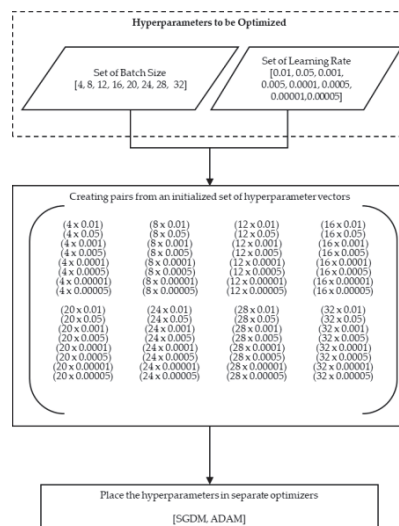 Hyperparameters to be Optimized
Set of Batch Size
[4, 8, 12, 16, 20, 24, 28, 32]
Set of Learning Rate
[0.01, 0.05, 0.001,
0.005, 0.0001, 0.0005,
0.00001,0.00005]
Creating pairs from an initialized set of hyperparameter vectors
(4 x 0.01) (8 x 0.01) (12 x 0.01) (16 x 0.01)
(4 x 0.05) (8 x 0.05) (12 x 0.05) (16 x 0.05)
(4 x 0.001) (8 x 0.001) (12 x 0.001) (16 x 0.001)
(4 x 0.005) (8 x 0.005) (12 x 0.005) (16 x 0.005)
(4 x 0.0001) (8 x 0.0001) (12 x 0.0001) (16 x 0.0001)
(4 x 0.0005) (8 x 0.0005) (12 x 0.0005) (16 x 0.0005)
(4 x 0.00001) (8 x 0.00001) (12 x 0.00001) (16 x 0.00001)
(4 x 0.00005) (8 x 0.00005) (12 x 0.00005) (16 x 0.00005)
(20 x 0.01) (24 x 0.01) (28 x 0.01) (32 x 0.01)
(20 x 0.05) (24 x 0.05) (28 x 0.05) (32 x 0.05)
(20 x 0.001) (24 x 0.001) (28 x 0.001) (32 x 0.001)
(20 x 0.005) (24 x 0.005) (28 x 0.005) (32 x 0.005)
(20 x 0.0001) (24 x 0.0001) (28 x 0.0001) (32 x 0.0001)
(20 x 0.0005) (24 x 0.0005) (28 x 0.0005) (32 x 0.0005)
(20 x 0.00001) (24 x 0.00001) (28 x 0.00001) (32 x 0.00001)
(20 x 0.00005) (24 x 0.00005) (28 x 0.00005) (32 x 0.00005)
Place the hyperparameters in separate optimizers
[SGDM, ADAM]